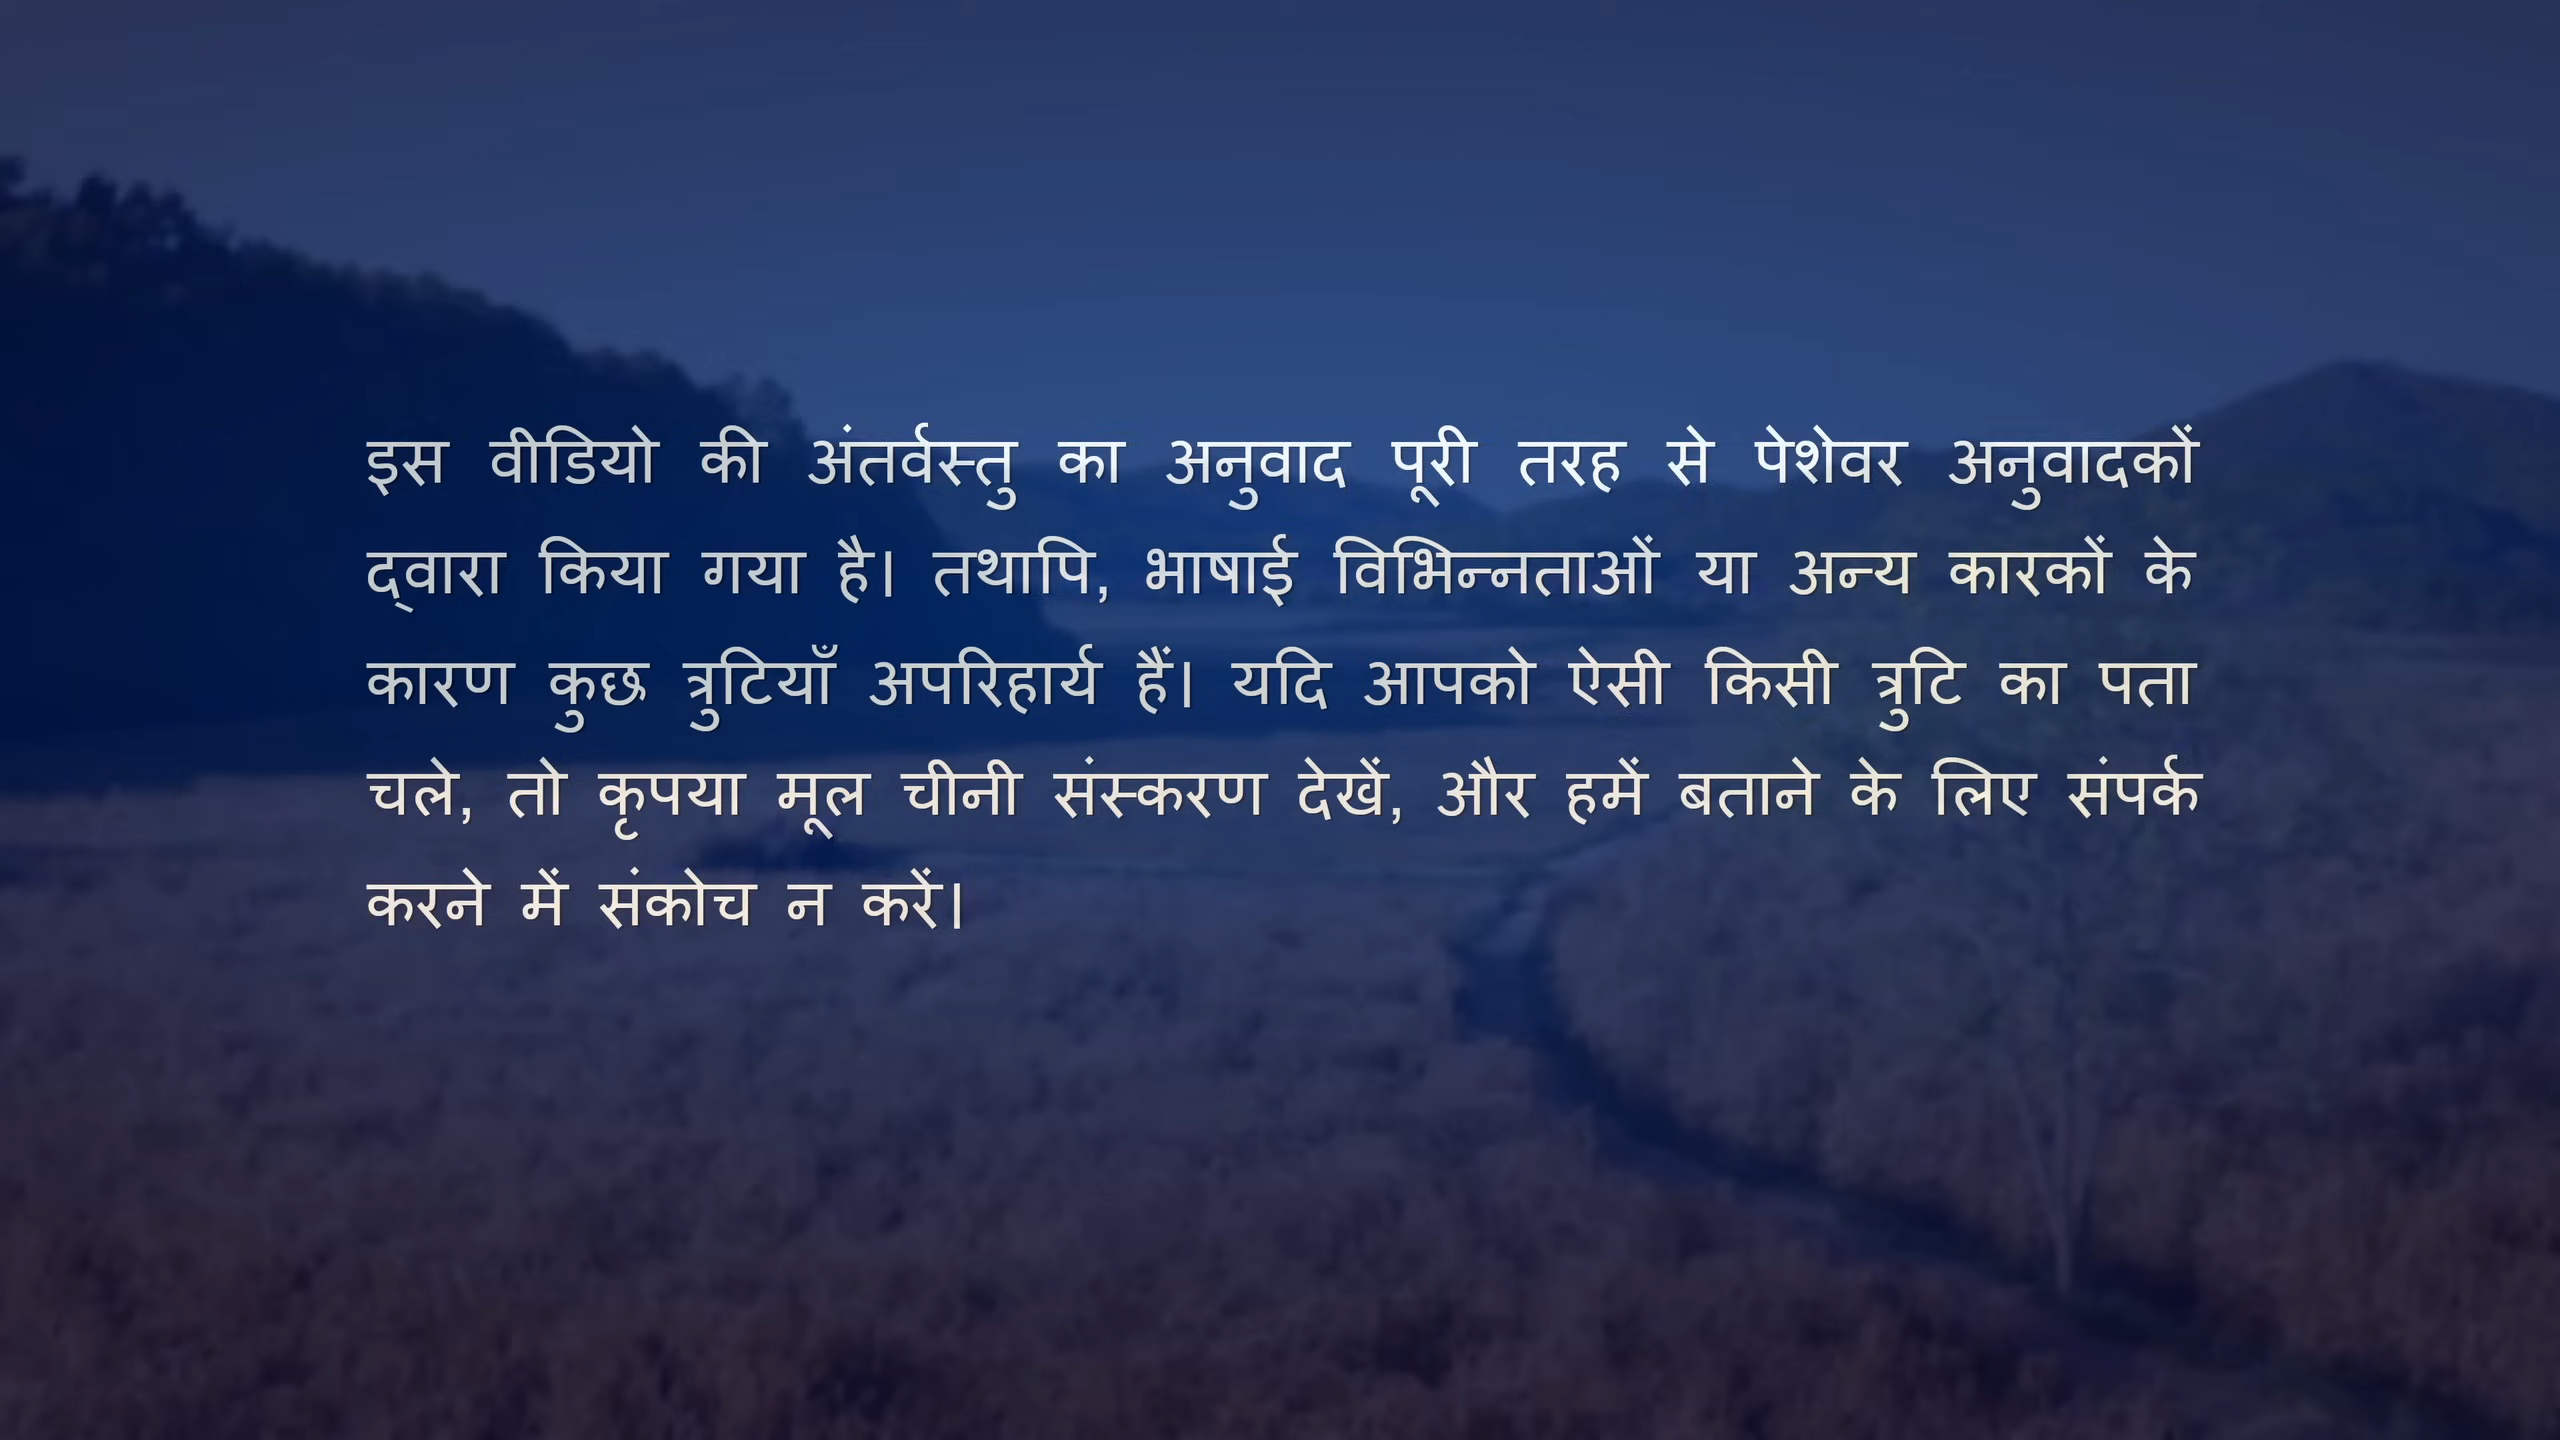 इस वीडियो की अंतर्वस्तु का अनुवाद पूरी तरह से पेशेवर अनुवादकों
द्वारा किया गया है। तथापि, भाषाई विभिन्नताओं या अन्य कारकों के
कारण कुछ त्रुटियाँ अपरिहार्य हैं। यदि आपको ऐसी किसी त्रुटि का पता
चले, तो कृपया मूल चीनी संस्करण देखें, और हमें बताने के लिए संपर्क
करने में संकोच न करें।